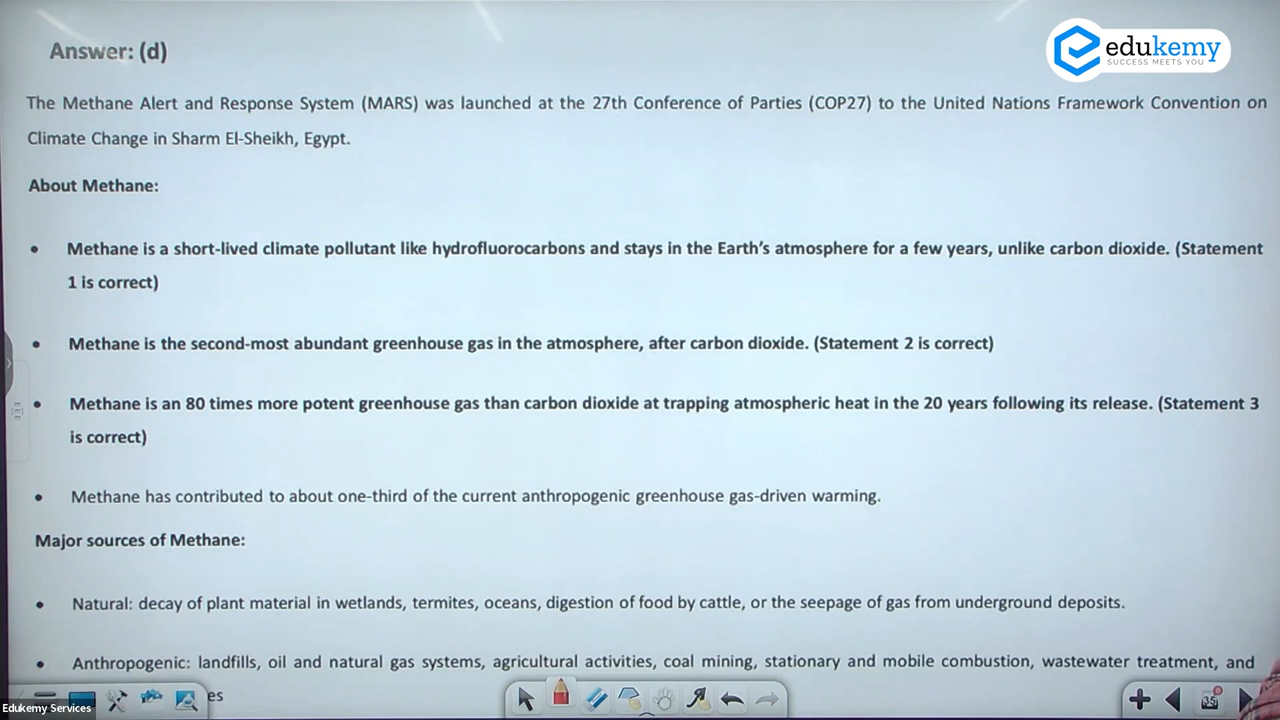 Answer: (d)
edukemy
SUCCESS MEETS YOU
The Methane Alert and Response System (MARS) was launched at the 27th Conference of Parties (COP27) to the United Nations Framework Convention on
Climate Change in Sharm El-Sheikh, Egypt.
About Methane:
• Methane is a short-lived climate pollutant like hydrofluorocarbons and stays in the Earth’s atmosphere for a few years, unlike carbon dioxide. (Statement
1 is correct)
• Methane is the second-most abundant greenhouse gas in the atmosphere, after carbon dioxide. (Statement 2 is correct)
• Methane is an 80 times more potent greenhouse gas than carbon dioxide at trapping atmospheric heat in the 20 years following its release. (Statement 3
is correct)
• Methane has contributed to about one-third of the current anthropogenic greenhouse gas-driven warming.
Major sources of Methane:
• Natural: decay of plant material in wetlands, termites, oceans, digestion of food by cattle, or the seepage of gas from underground deposits.
• Anthropogenic: landfills, oil and natural gas systems, agricultural activities, coal mining, stationary and mobile combustion, wastewater treatment, and
es
Edukemy Services
35